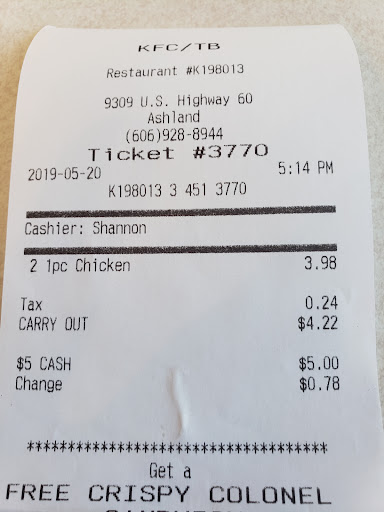 KFC/TB
Restaurant #K198013
9309 U.S. Highway 60
Ashland
(606)928-8944
Ticket #3770
2019-05-20 5:14 PM
K198013 3 451 3770
Cashier: Shannon
2 1pc Chicken 3.98
Tax 0.24
CARRY OUT $4.22
$5 CASH $5.00
Change $0.78
************************************
Get a
FREE CRISPY COLONEL